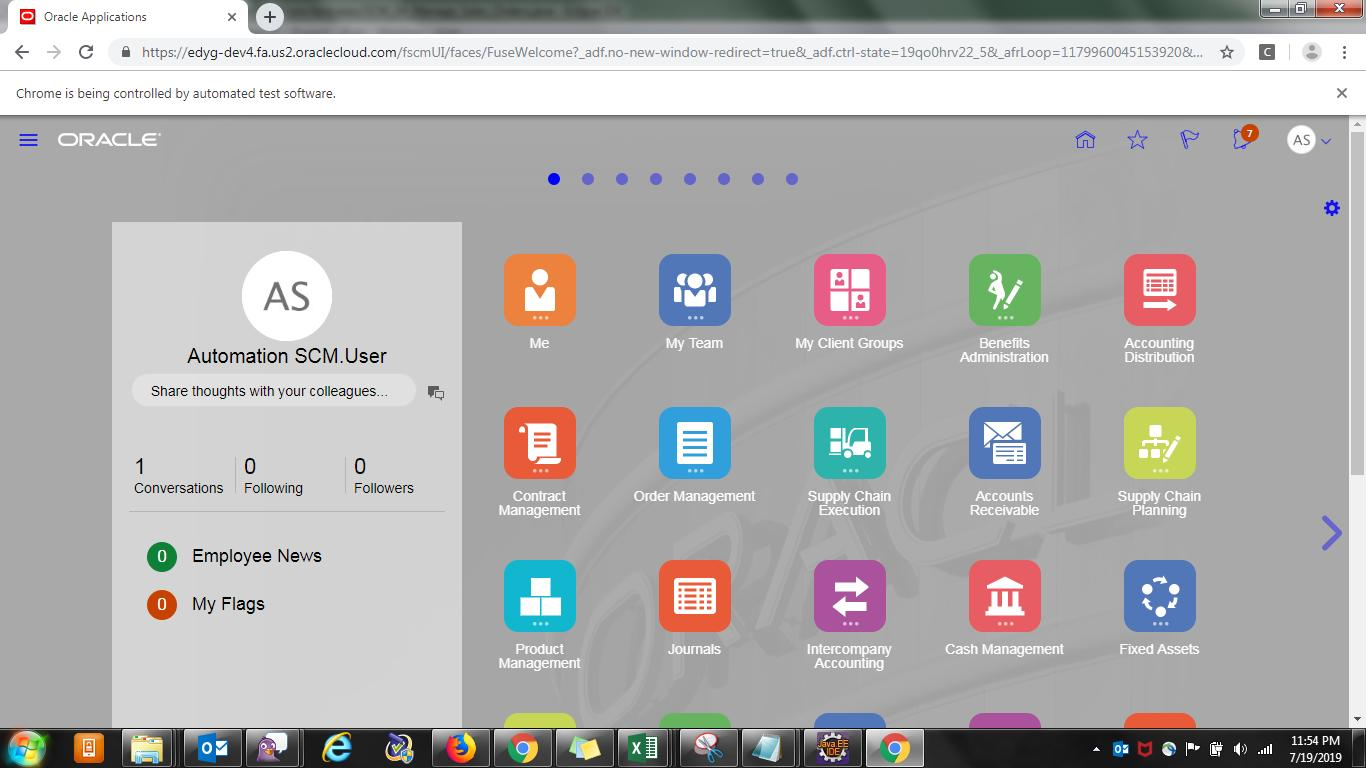 Oracle Applications
https://edyg-dev4.fa.us2.oraclecloud.com/fscmUI/faces/FuseWelcome?_adf.no-new-window-redirect=true&_adf.ctrl-state=19qo0hrv22_5&_afrLoop=1179960045153920&...
C
Chrome is being controlled by automated test software.
ORACLE
7
AS
AS
Automation SCM.User
Share thoughts with your colleagues...
1
Conversations
0
Following
0
Followers
0 Employee News
0 My Flags
Me
My Team
My Client Groups
Benefits
Administration
Accounting
Distribution
Contract
Management
Order Management
Supply Chain
Execution
Accounts
Receivable
Supply Chain
Planning
Product
Management
Journals
Intercompany
Accounting
Cash Management
Fixed Assets
Java EE
IDE
11:54 PM
7/19/2019